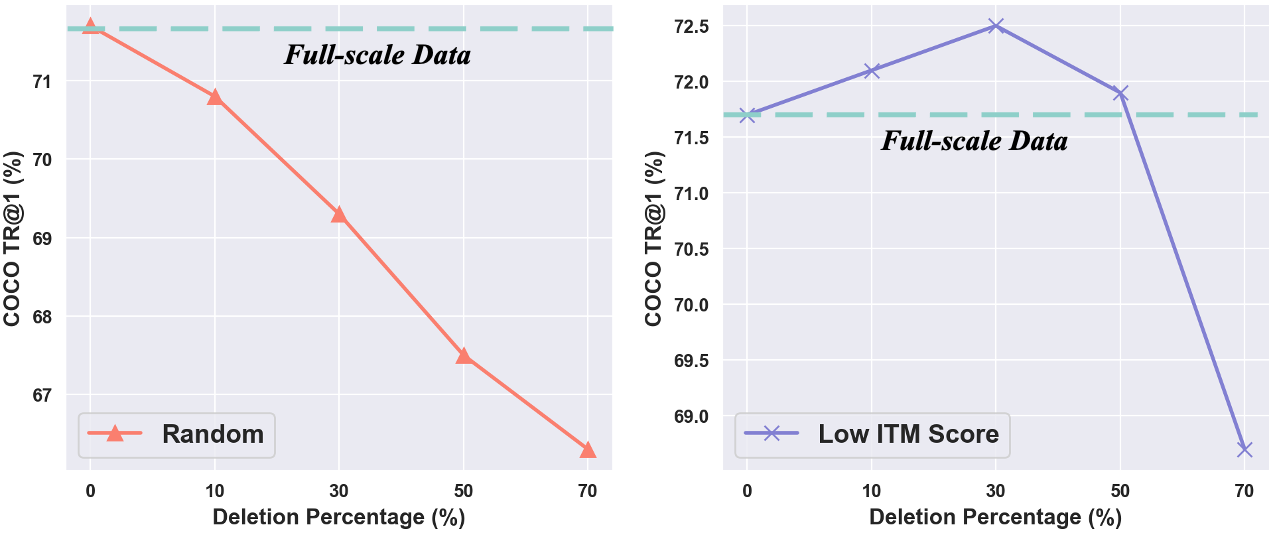 COCO TR@1 (%)
71
70
69
68
67
Full-scale Data
Random
0 10 30 50 70
Deletion Percentage (%)
COCO TR@1 (%)
72.5
72.0
71.5
71.0
70.5
70.0
69.5
69.0
Full-scale Data
Low ITM Score
0 10 30 50 70
Deletion Percentage (%)